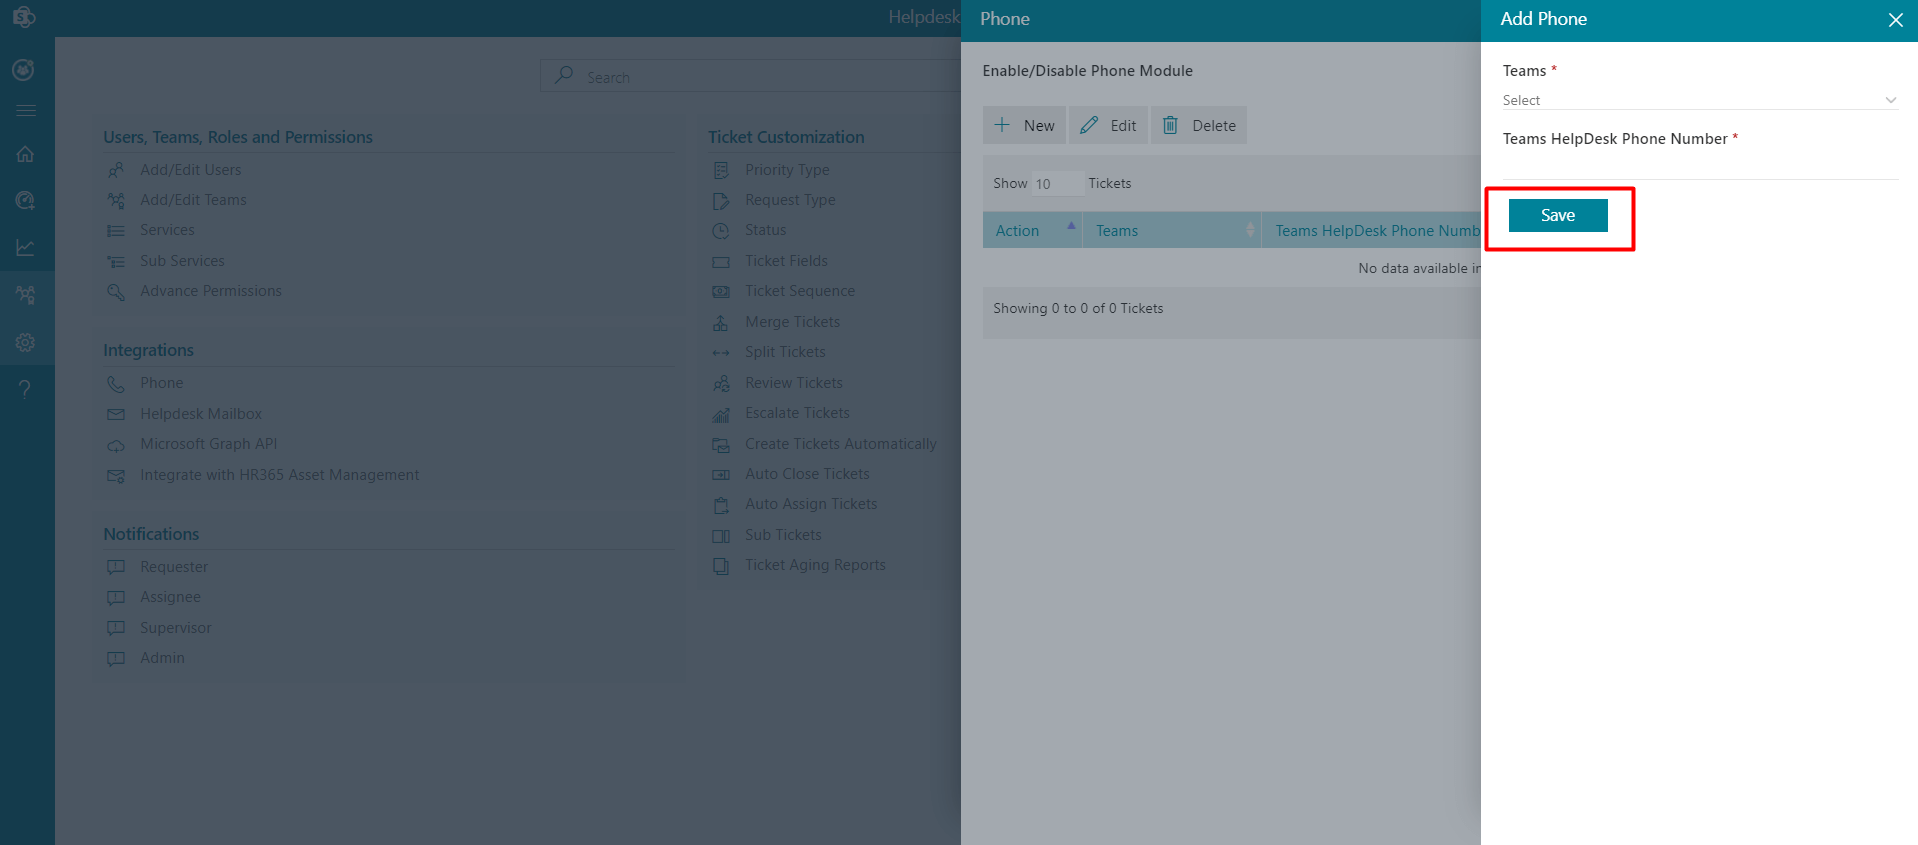 Helpdesk
Search
Users, Teams, Roles and Permissions
Add/Edit Users
Add/Edit Teams
Services
Sub Services
Advance Permissions
Integrations
Phone
Helpdesk Mailbox
Microsoft Graph API
Integrate with HR365 Asset Management
Notifications
Requester
Assignee
Supervisor
Admin
Ticket Customization
Priority Type
Request Type
Status
Ticket Fields
Ticket Sequence
Merge Tickets
Split Tickets
Review Tickets
Escalate Tickets
Create Tickets Automatically
Auto Close Tickets
Auto Assign Tickets
Sub Tickets
Ticket Aging Reports
Phone
Enable/Disable Phone Module
New Edit Delete
Show 10 Tickets
Action Teams Teams HelpDesk Phone Numb
No data available in
Showing 0 to 0 of 0 Tickets
Add Phone
Teams *
Select
Teams HelpDesk Phone Number *
Save